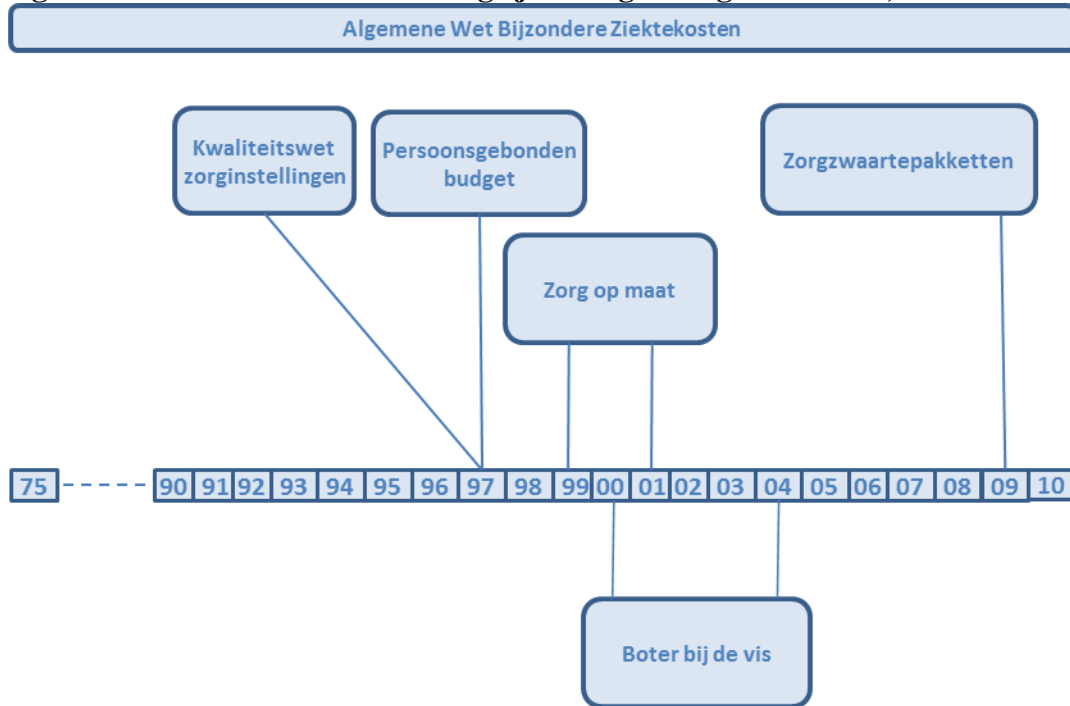 Algemene Wet Bijzondere Ziektekosten
Kwaliteitswet
zorginstellingen
Persoonsgebonden
budget
Zorgzwaartepakketten
Zorg op maat
75 90 91 92 93 94 95 96 97 98 99 00 01 02 03 04 05 06 07 08 09 10
Boter bij de vis